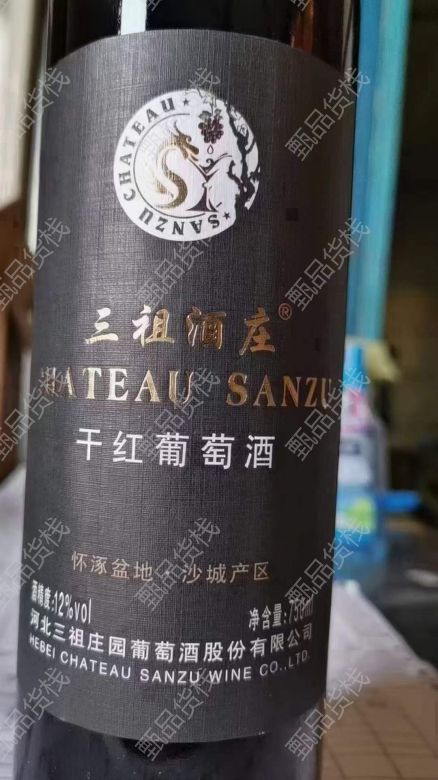 CHATEAU
SANZU
三祖酒庄®
HATEAU SANZU
干红葡萄酒
怀涿盆地·沙城产区
酒精度:12%vol 净含量:750ml
河北三祖庄园葡萄酒股份有限公司
HEBEI CHATEAU SANZU WINE CO.,LTD.
甄品货栈